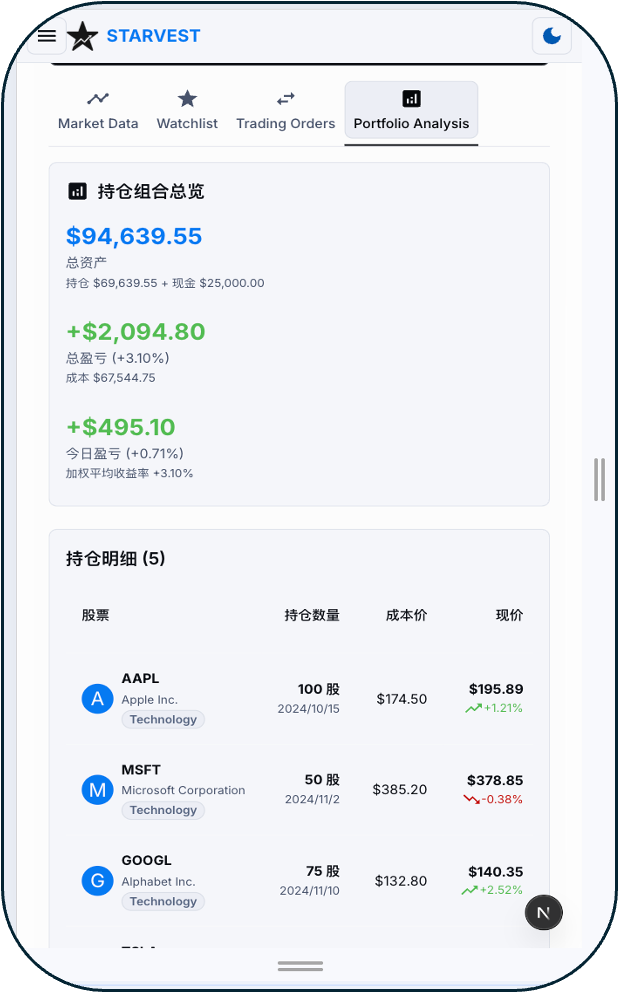 STARVEST
Market Data
Watchlist
Trading Orders
Portfolio Analysis
持仓组合总览
$94,639.55
总资产
持仓 $69,639.55 + 现金 $25,000.00
+$2,094.80
总盈亏 (+3.10%)
成本 $67,544.75
+$495.10
今日盈亏 (+0.71%)
加权平均收益率 +3.10%
持仓明细 (5)
股票 持仓数量 成本价 现价
A
AAPL
Apple Inc.
Technology
100 股
2024/10/15
$174.50
$195.89
+1.21%
M
MSFT
Microsoft Corporation
Technology
50 股
2024/11/2
$385.20
$378.85
-0.38%
G
GOOGL
Alphabet Inc.
Technology
75 股
2024/11/10
$132.80
$140.35
+2.52%
N